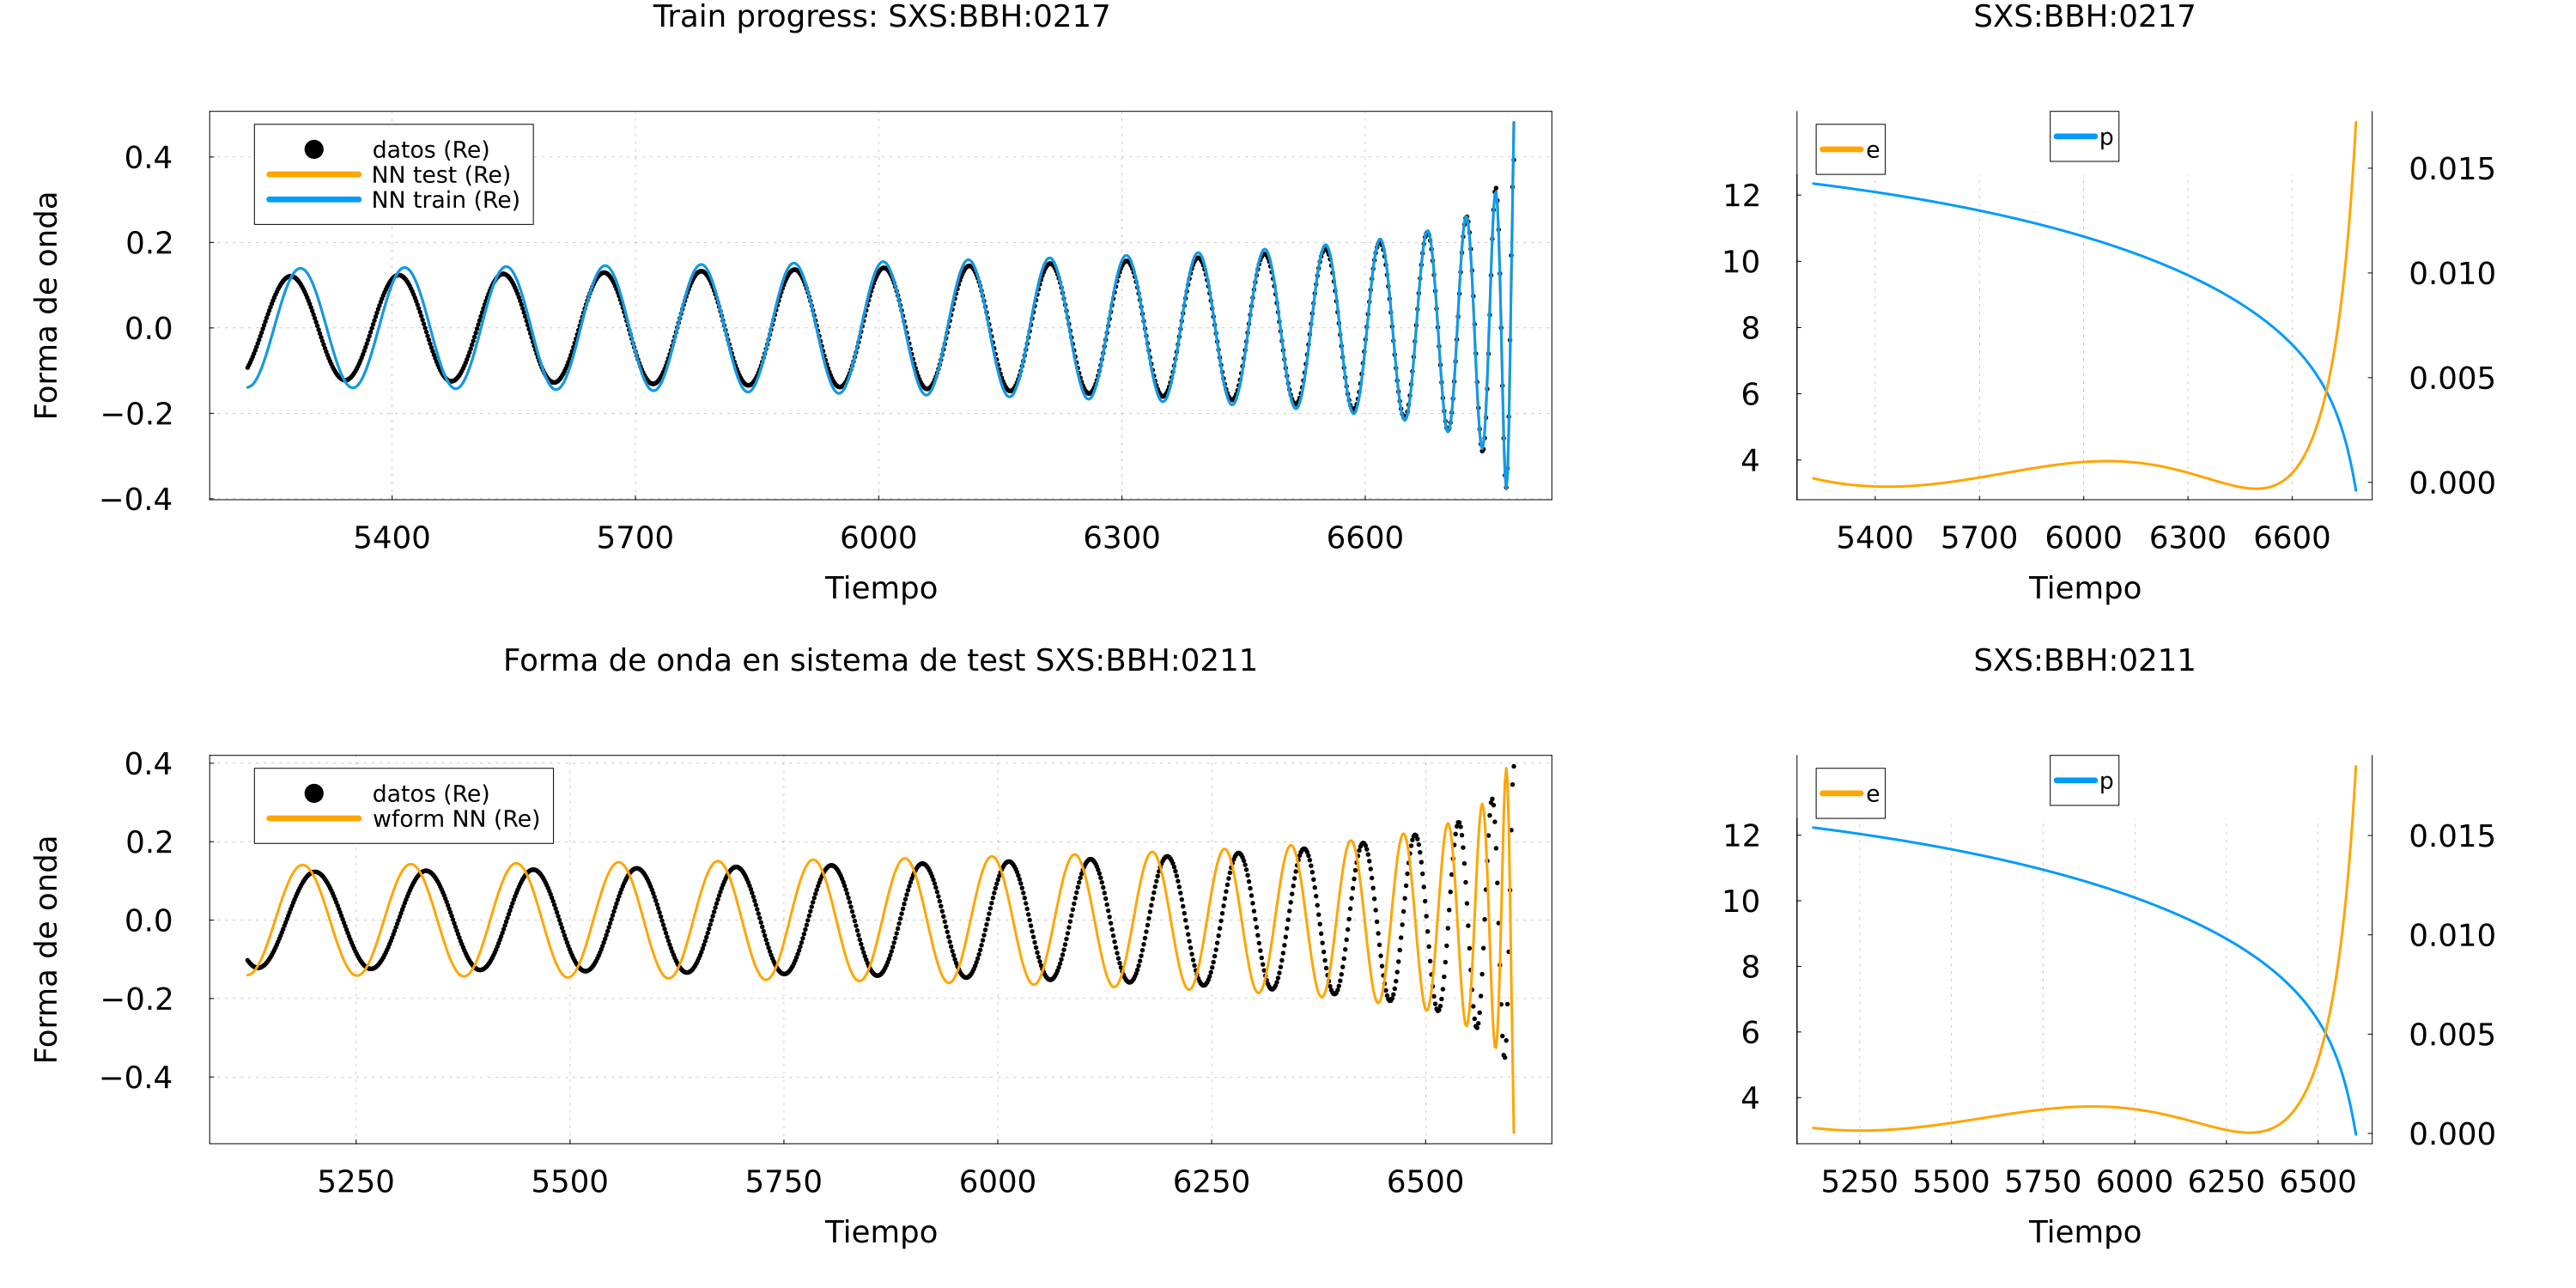 Train progress: SXS:BBH:0217
datos (Re)
NN test (Re)
NN train (Re)
0.4
0.2
0.0
−0.2
−0.4
Forma de onda
5400 5700 6000 6300 6600
Tiempo
SXS:BBH:0217
e
p
12
10
8
6
4
0.015
0.010
0.005
0.000
5400 5700 6000 6300 6600
Tiempo
Forma de onda en sistema de test SXS:BBH:0211
datos (Re)
wform NN (Re)
0.4
0.2
0.0
−0.2
−0.4
Forma de onda
5250 5500 5750 6000 6250 6500
Tiempo
SXS:BBH:0211
e
p
12
10
8
6
4
0.015
0.010
0.005
0.000
5250 5500 5750 6000 6250 6500
Tiempo